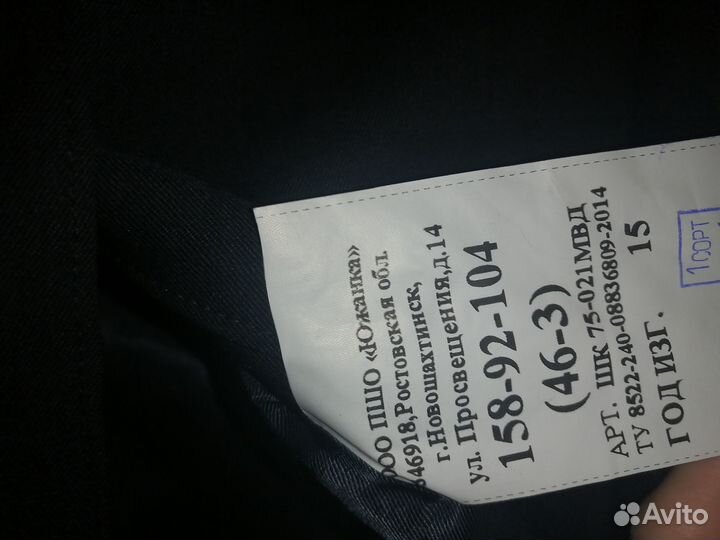 ООО ПШО «Южанка»
346918,Ростовская обл.
г.Новошахтинск,
ул. Просвещения,д.14
158-92-104
(46-3)
АРТ. ШК 75-021МВД
ТУ 8522-240-08836809-2014
ГОД ИЗГ. 15
1 СОРТ
Avito